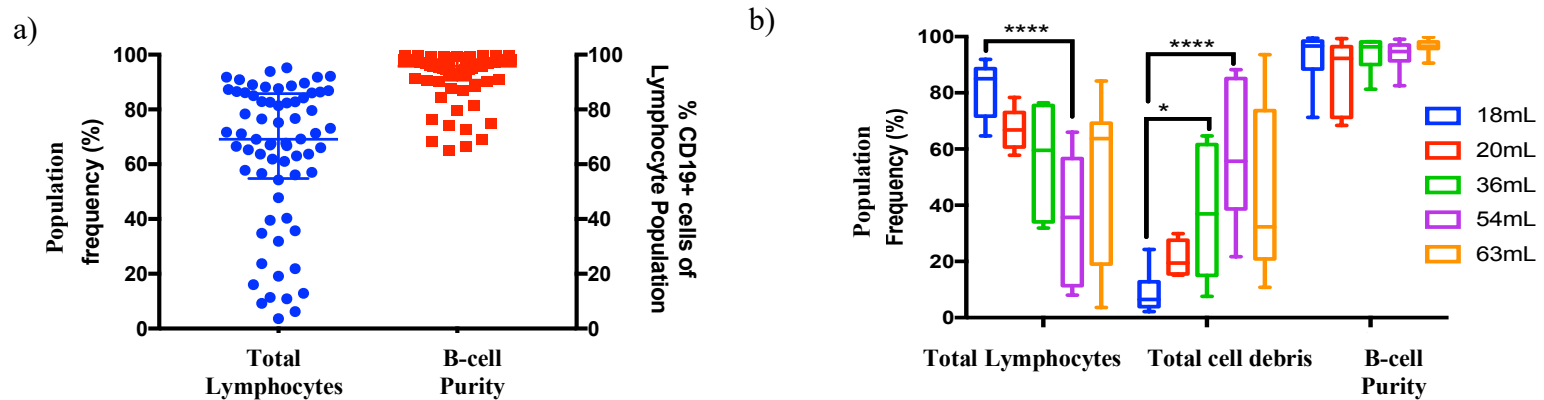 a)
Population
frequency (%)
100
80
60
40
20
0
100
80
60
40
20
0
% CD19+ cells of
Lymphocyte Population
Total
Lymphocytes
B-cell
Purity
b)
Population
Frequency (%)
100
80
60
40
20
0
****
****
*
Total Lymphocytes
Total cell debris
B-cell
Purity
18mL
20mL
36mL
54mL
63mL